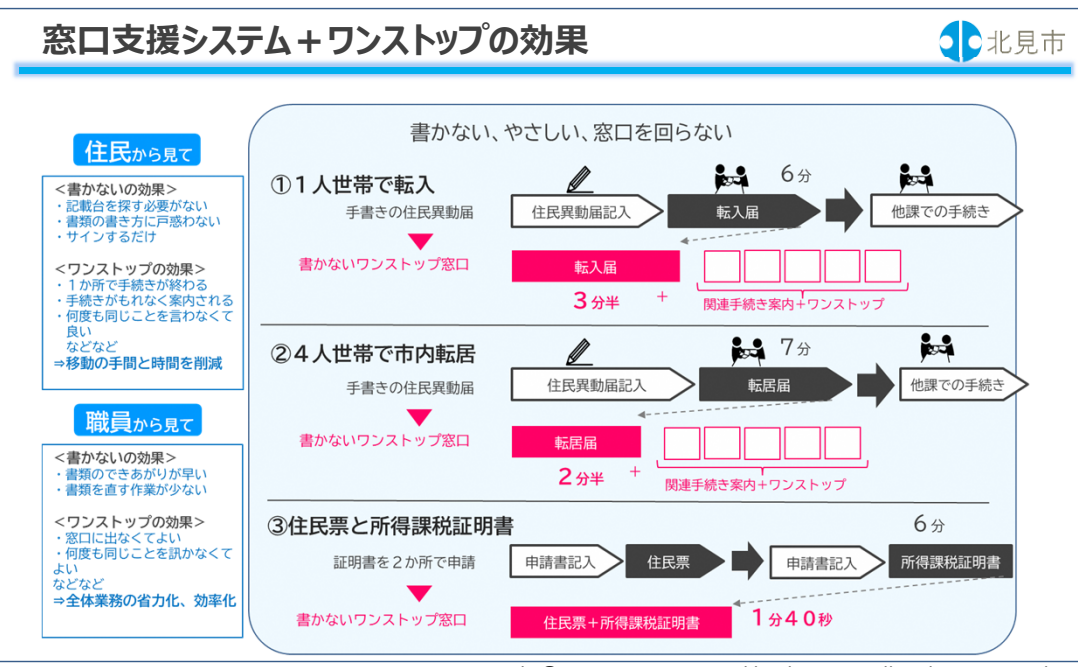 窓口支援システム＋ワンストップの効果
北見市
住民から見て
＜書かないの効果＞
・記載台を探す必要がない
・書類の書き方に戸惑わない
・サインするだけ
＜ワンストップの効果＞
・１か所で手続きが終わる
・手続きがもれなく案内される
・何度も同じことを言わなくて
良い
などなど
⇒移動の手間と時間を削減
職員から見て
＜書かないの効果＞
・書類のできあがりが早い
・書類を直す作業が少ない
＜ワンストップの効果＞
・窓口に出なくてよい
・何度も同じことを訊かなくて
よい
などなど
⇒全体業務の省力化、効率化
書かない、やさしい、窓口を回らない
①１人世帯で転入
6分
手書きの住民異動届
住民異動届記入
転入届
他課での手続き
書かないワンストップ窓口
転入届
3分半
＋
関連手続き案内＋ワンストップ
②４人世帯で市内転居
7分
手書きの住民異動届
住民異動届記入
転居届
他課での手続き
書かないワンストップ窓口
転居届
2分半
＋
関連手続き案内＋ワンストップ
③住民票と所得課税証明書
6分
証明書を２か所で申請
申請書記入
住民票
申請書記入
所得課税証明書
書かないワンストップ窓口
住民票＋所得課税証明書
1分４０秒